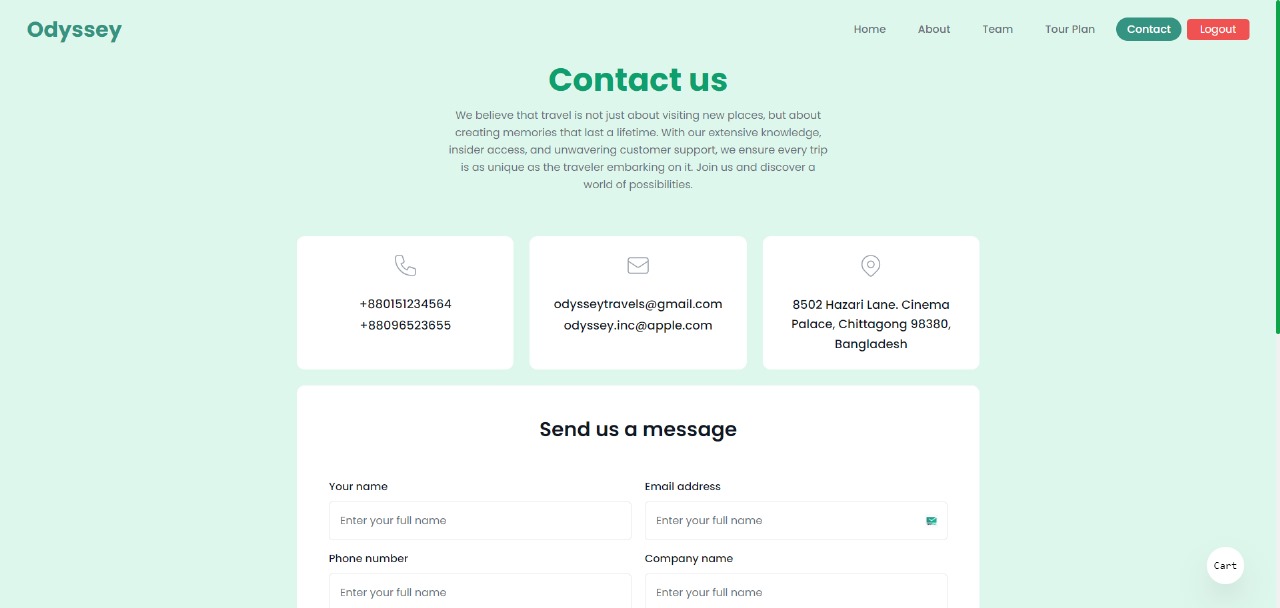 Odyssey
Home
About
Team
Tour Plan
Contact
Logout
Contact us
We believe that travel is not just about visiting new places, but about
creating memories that last a lifetime. With our extensive knowledge,
insider access, and unwavering customer support, we ensure every trip
is as unique as the traveler embarking on it. Join us and discover a
world of possibilities.
+880151234564
+88096523655
odysseytravels@gmail.com
odyssey.inc@apple.com
8502 Hazari Lane. Cinema
Palace, Chittagong 98380,
Bangladesh
Send us a message
Your name
Enter your full name
Email address
Enter your full name
Phone number
Enter your full name
Company name
Enter your full name
Cart